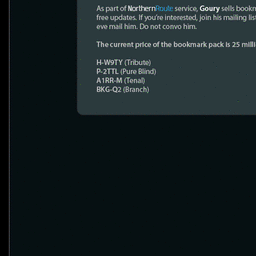 As part of NorthernRoute service, Goury sells bookm
free updates. If you're interested, join his mailing list
eve mail him. Do not convo him.
The current price of the bookmark pack is 25 milli
H-W9TY (Tribute)
P-2TTL (Pure Blind)
A1RR-M (Tenal)
BKG-Q2 (Branch)